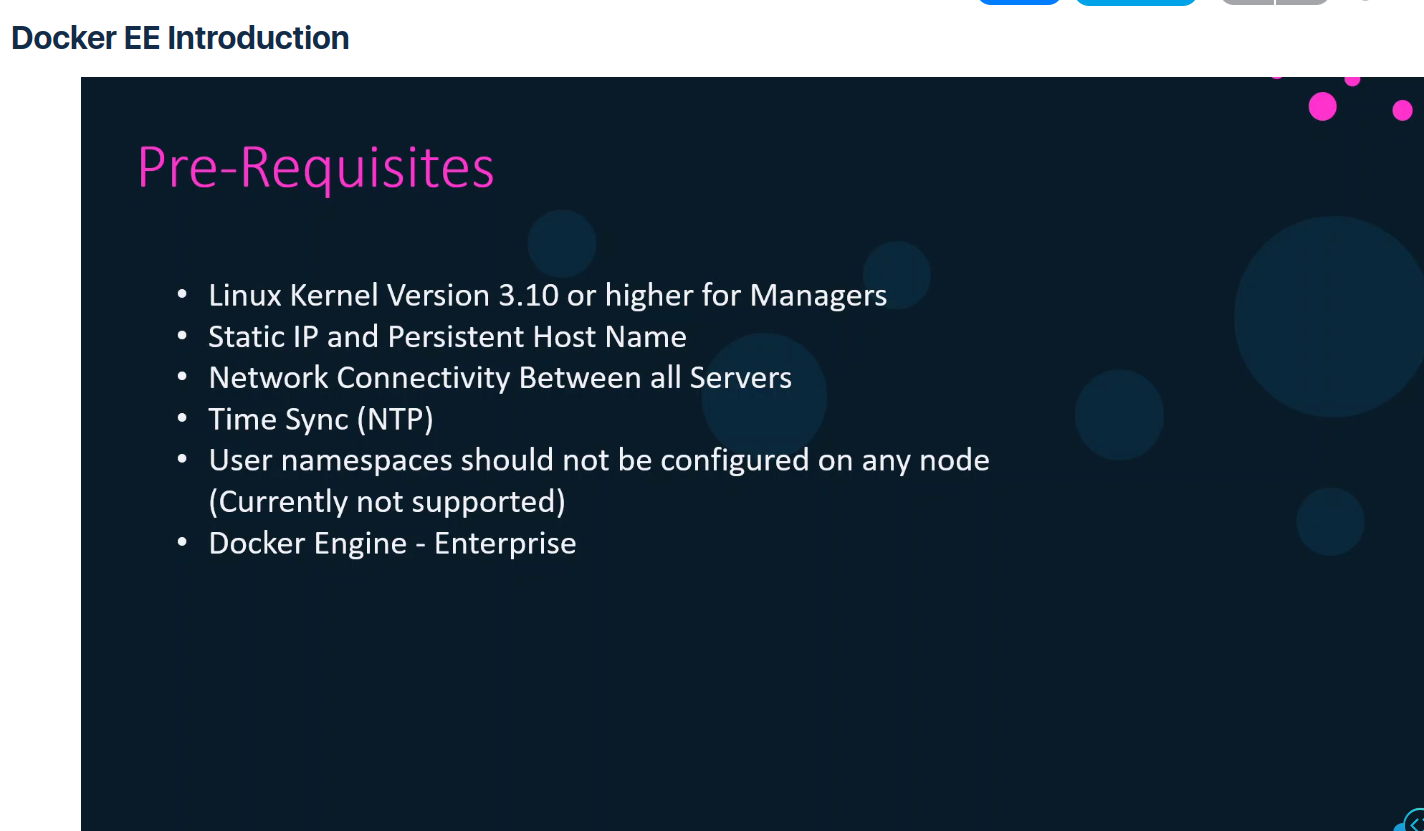 Docker EE Introduction
Pre-Requisites
• Linux Kernel Version 3.10 or higher for Managers
• Static IP and Persistent Host Name
• Network Connectivity Between all Servers
• Time Sync (NTP)
• User namespaces should not be configured on any node
(Currently not supported)
• Docker Engine - Enterprise